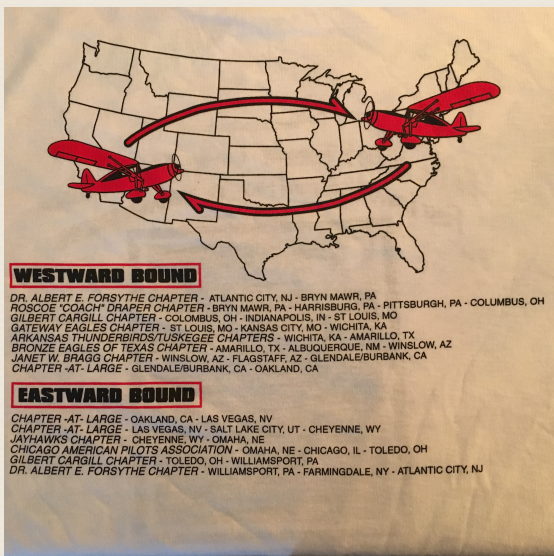 WESTWARD BOUND
DR. ALBERT E. FORSYTHE CHAPTER - ATLANTIC CITY, NJ - BRYN MAWR, PA
ROSCOE "COACH" DRAPER CHAPTER - BRYN MAWR, PA - HARRISBURG, PA - PITTSBURGH, PA - COLUMBUS, OH
GILBERT CARGILL CHAPTER - COLOMBUS, OH - INDIANAPOLIS, IN - ST LOUIS, MO
GATEWAY EAGLES CHAPTER - ST LOUIS, MO - KANSAS CITY, MO - WICHITA, KA
ARKANSAS THUNDERBIRDS/TUSKEGEE CHAPTERS - WICHITA, KA - AMARILLO, TX
BRONZE EAGLES OF TEXAS CHAPTER - AMARILLO, TX - ALBUQUERQUE, NM - WINSLOW, AZ
JANET W. BRAGG CHAPTER - WINSLOW, AZ - FLAGSTAFF, AZ - GLENDALE/BURBANK, CA
CHAPTER -AT- LARGE - GLENDALE/BURBANK, CA - OAKLAND, CA
EASTWARD BOUND
CHAPTER -AT- LARGE - OAKLAND, CA - LAS VEGAS, NV
CHAPTER -AT- LARGE - LAS VEGAS, NV - SALT LAKE CITY, UT - CHEYENNE, WY
JAYHAWKS CHAPTER - CHEYENNE, WY - OMAHA, NE
CHICAGO AMERICAN PILOTS ASSOCIATION - OMAHA, NE - CHICAGO, IL - TOLEDO, OH
GILBERT CARGILL CHAPTER - TOLEDO, OH - WILLIAMSPORT, PA
DR. ALBERT E. FORSYTHE CHAPTER - WILLIAMSPORT, PA - FARMINGDALE, NY - ATLANTIC CITY, NJ